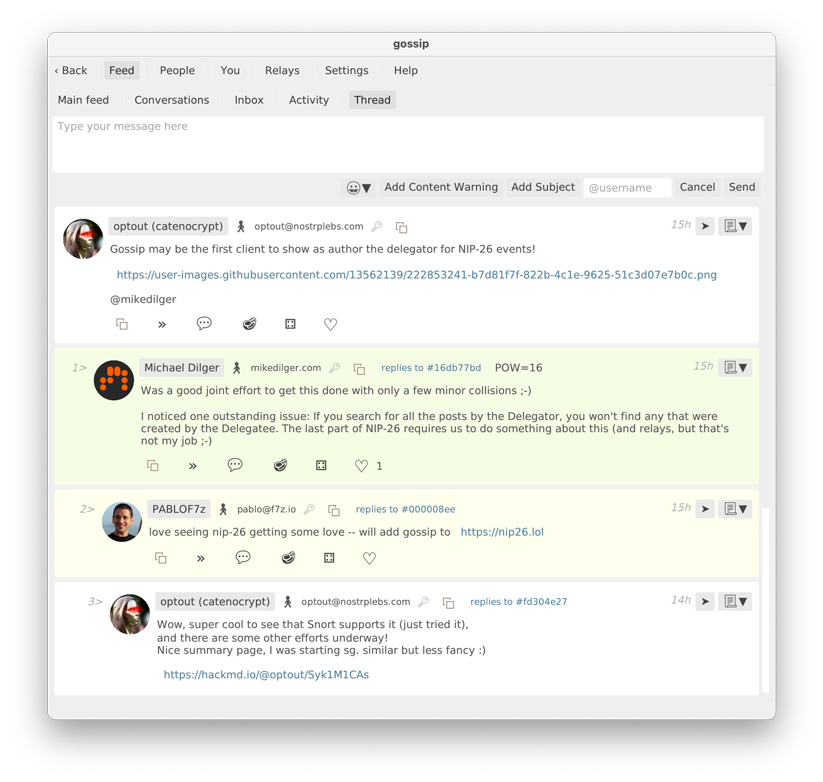 gossip
‹ Back Feed People You Relays Settings Help
Main feed Conversations Inbox Activity Thread
Type your message here
Add Content Warning Add Subject @username Cancel Send
optout (catenocrypt) optout@nostrplebs.com 15h
Gossip may be the first client to show as author the delegator for NIP-26 events!
https://user-images.githubusercontent.com/13562139/222853241-b7d81f7f-822b-4c1e-9625-51c3d07e7b0c.png
@mikedilger
1> Michael Dilger mikedilger.com replies to #16db77bd POW=16 15h
Was a good joint effort to get this done with only a few minor collisions ;-)
I noticed one outstanding issue: If you search for all the posts by the Delegator, you won't find any that were
created by the Delegatee. The last part of NIP-26 requires us to do something about this (and relays, but that's
not my job ;-)
1
2> PABLOF7z pablo@f7z.io replies to #000008ee 15h
love seeing nip-26 getting some love -- will add gossip to https://nip26.lol
3> optout (catenocrypt) optout@nostrplebs.com replies to #fd304e27 14h
Wow, super cool to see that Snort supports it (just tried it),
and there are some other efforts underway!
Nice summary page, I was starting sg. similar but less fancy :)
https://hackmd.io/@optout/Syk1M1CAs